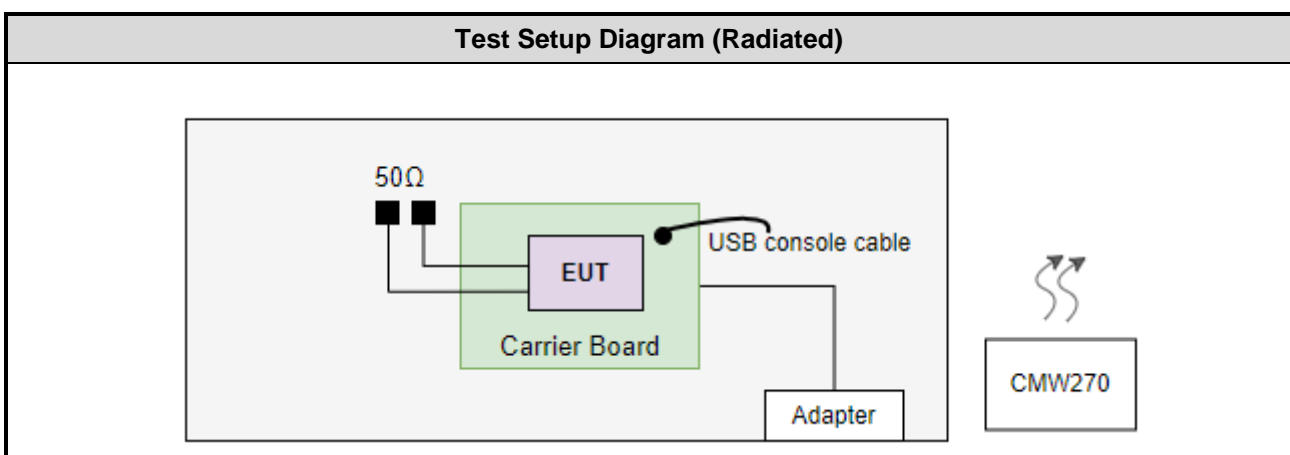 Test Setup Diagram (Radiated)
50Ω
USB console cable
EUT
Carrier Board
CMW270
Adapter